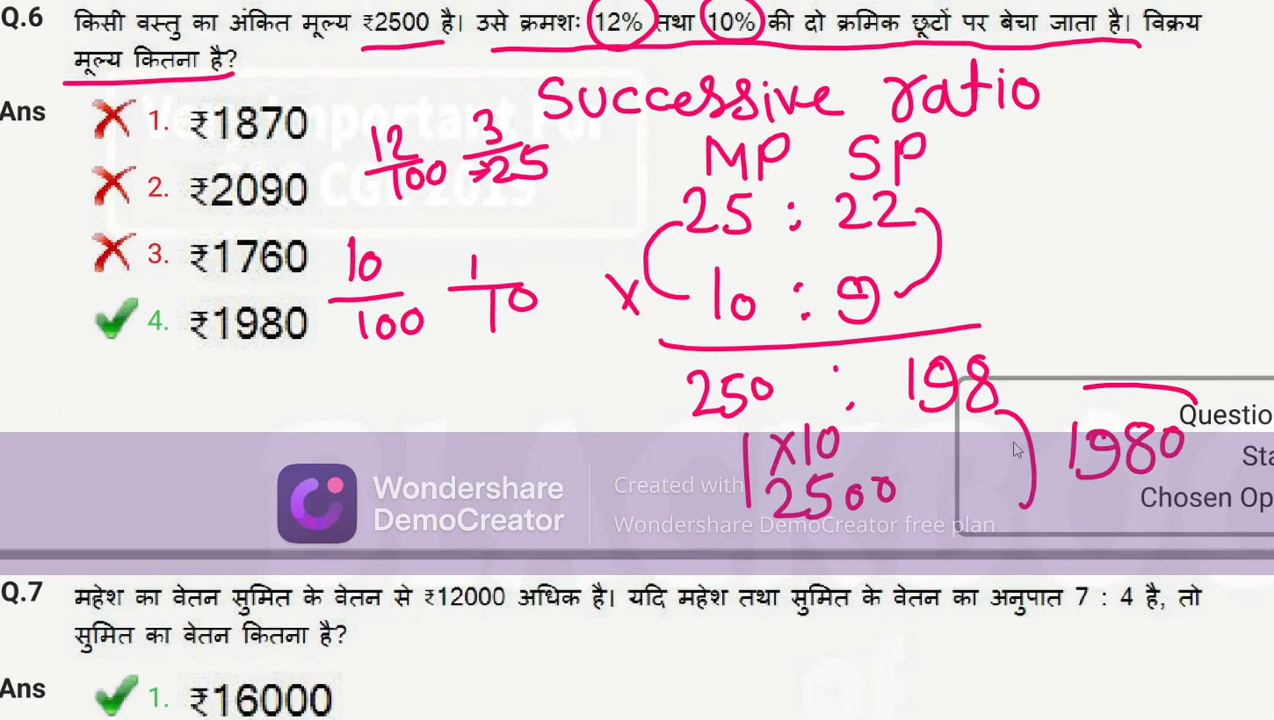 Q.6 किसी वस्तु का अंकित मूल्य ₹2500 है। उसे क्रमशः 12% तथा 10% की दो क्रमिक छूटों पर बेचा जाता है। विक्रय
मूल्य कितना है?
Successive ratio
Ans 1. ₹1870
12/100 3/25
MP SP
2. ₹2090
25 : 22
3. ₹1760
10/100 1/10
x 10 : 9
4. ₹1980
250 : 198
x10
2500
1980
Questio
Sta
Chosen Op
Wondershare
DemoCreator
Created with
Wondershare DemoCreator free plan
Q.7 महेश का वेतन सुमित के वेतन से ₹12000 अधिक है। यदि महेश तथा सुमित के वेतन का अनुपात 7 : 4 है, तो
सुमित का वेतन कितना है?
Ans 1. ₹16000